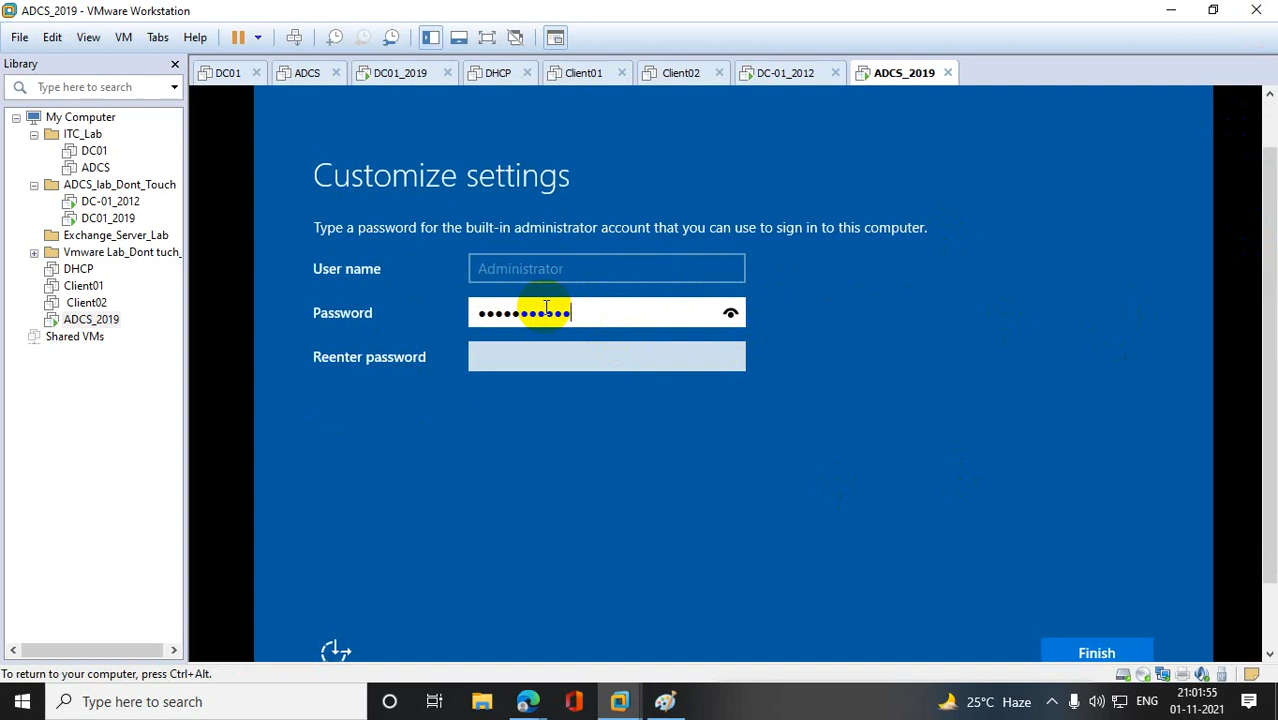 ADCS_2019 - VMware Workstation
File Edit View VM Tabs Help
Library
Type here to search
DC01 ADCS DC01_2019 DHCP Client01 Client02 DC-01_2012 ADCS_2019
My Computer
ITC_Lab
DC01
ADCS
ADCS_lab_Dont_Touch
DC-01_2012
DC01_2019
Exchange_Server_Lab
Vmware Lab_Dont tuch_
DHCP
Client01
Client02
ADCS_2019
Shared VMs
Customize settings
Type a password for the built-in administrator account that you can use to sign in to this computer.
User name Administrator
Password ●●●●●●●●●●●
Reenter password
Finish
To return to your computer, press Ctrl+Alt.
Type here to search
25°C Haze
ENG
21:01:55
01-11-2021